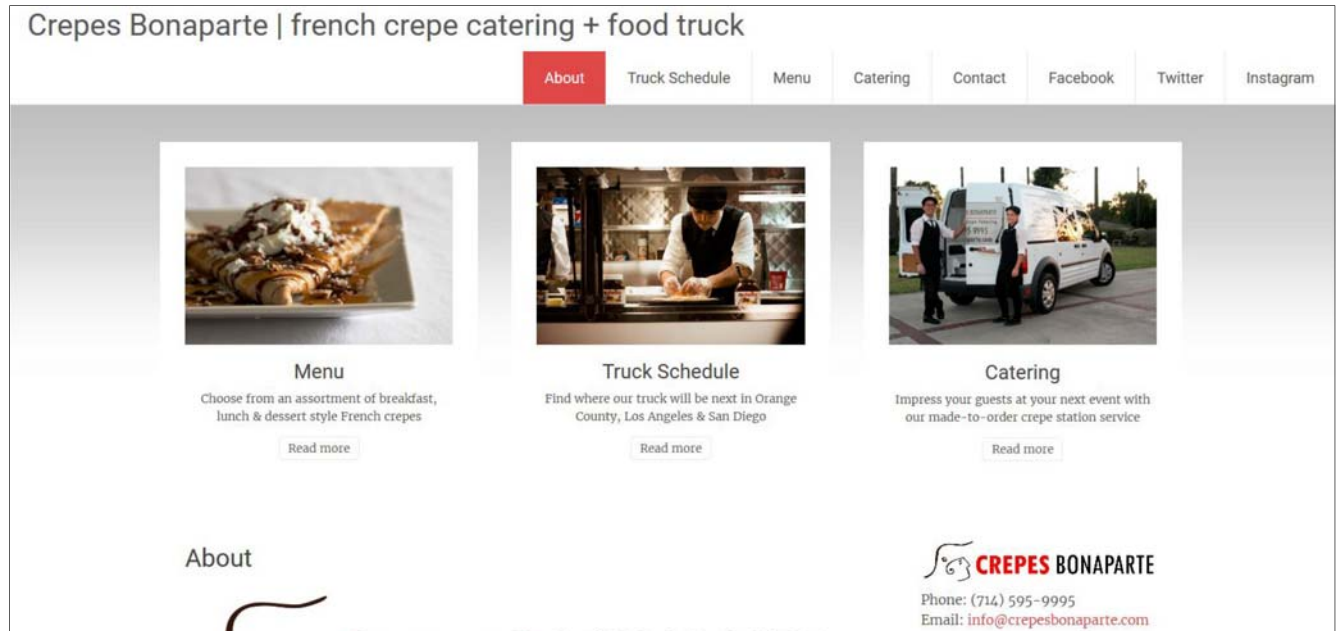 Crepes Bonaparte | french crepe catering + food truck
About
Truck Schedule
Menu
Catering
Contact
Facebook
Twitter
Instagram
Menu
Choose from an assortment of breakfast,
lunch & dessert style French crepes
Read more
Truck Schedule
Find where our truck will be next in Orange
County, Los Angeles & San Diego
Read more
Catering
Impress your guests at your next event with
our made-to-order crepe station service
Read more
About
CREPES BONAPARTE
Phone: (714) 595-9995
Email: info@crepesbonaparte.com